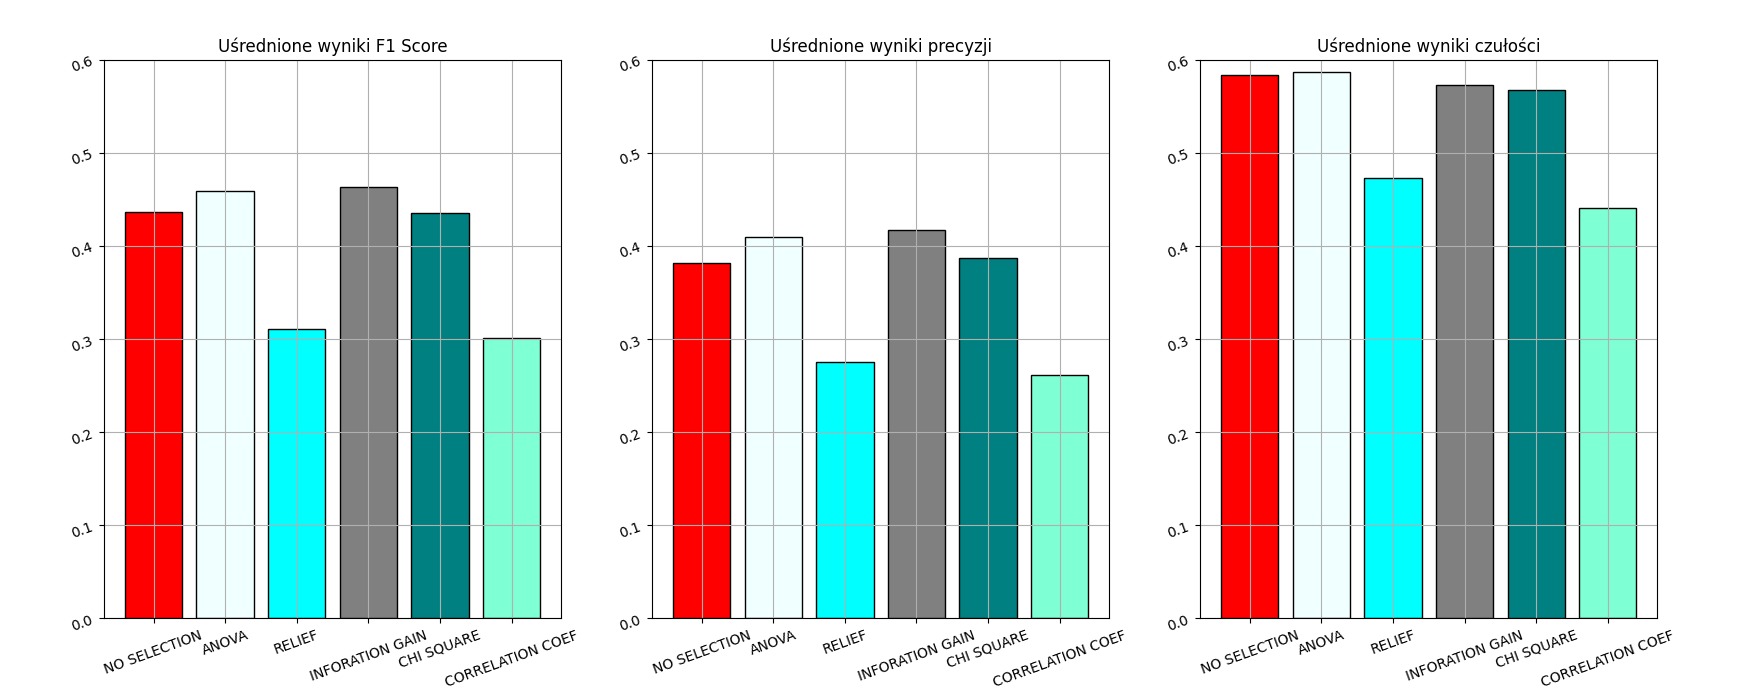 Uśrednione wyniki F1 Score
0.6
0.5
0.4
0.3
0.2
0.1
0.0
NO SELECTION
ANOVA
RELIEF
INFORATION GAIN
CHI SQUARE
CORRELATION COEF
Uśrednione wyniki precyzji
0.6
0.5
0.4
0.3
0.2
0.1
0.0
NO SELECTION
ANOVA
RELIEF
INFORATION GAIN
CHI SQUARE
CORRELATION COEF
Uśrednione wyniki czułości
0.6
0.5
0.4
0.3
0.2
0.1
0.0
NO SELECTION
ANOVA
RELIEF
INFORATION GAIN
CHI SQUARE
CORRELATION COEF